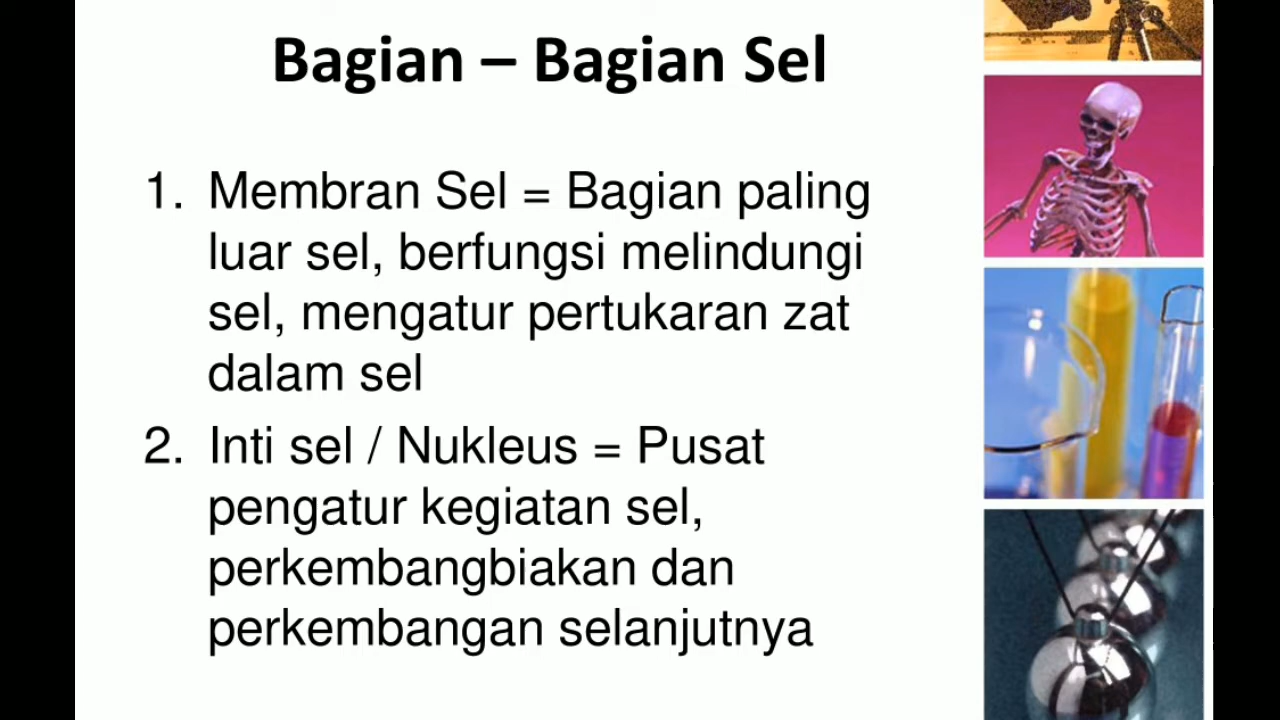 Bagian – Bagian Sel
1. Membran Sel = Bagian paling
luar sel, berfungsi melindungi
sel, mengatur pertukaran zat
dalam sel
2. Inti sel / Nukleus = Pusat
pengatur kegiatan sel,
perkembangbiakan dan
perkembangan selanjutnya